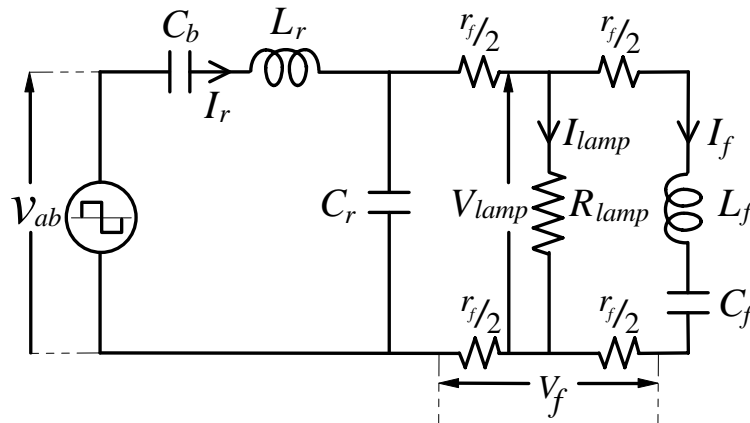 C_b
L_r
r_f/2
r_f/2
I_r
I_lamp
I_f
v_ab
C_r
V_lamp
R_lamp
L_f
C_f
r_f/2
r_f/2
V_f